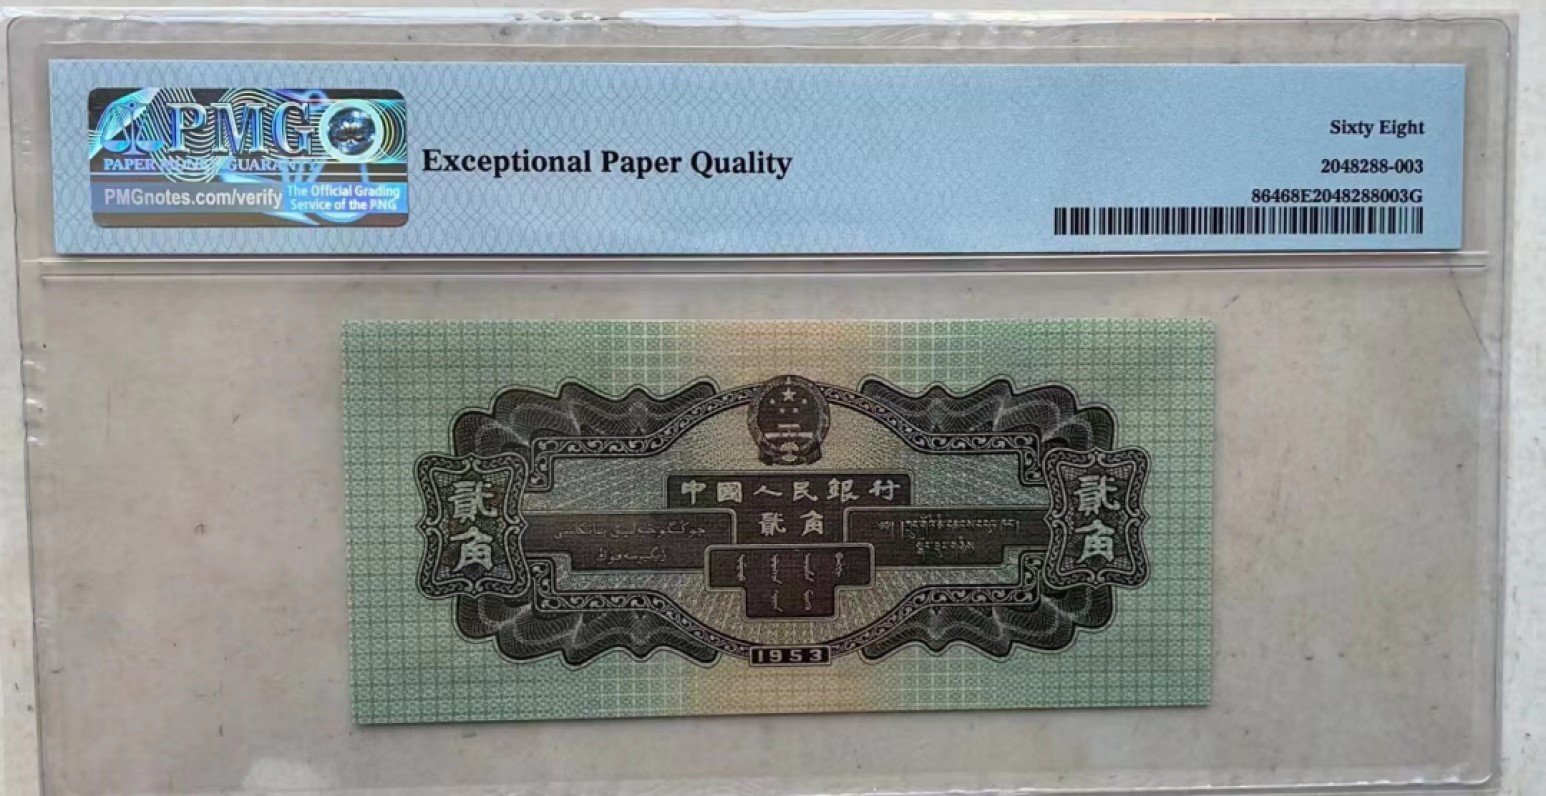 PMG
PAPER MONEY GUARANTY
PMGnotes.com/verify
The Official Grading
Service of the PNG
Exceptional Paper Quality
Sixty Eight
2048288-003
86468E2048288003G
中國人民銀行
貳角
貳角
貳角
1953